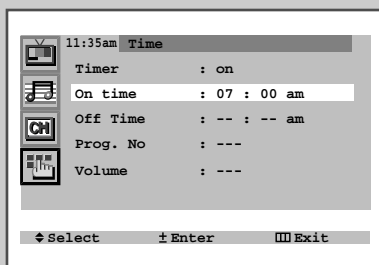 11:35am Time
Timer : on
On time : 07 : 00 am
CH
Off Time : -- : -- am
Prog. No : ---
Volume : ---
Select ± Enter Exit